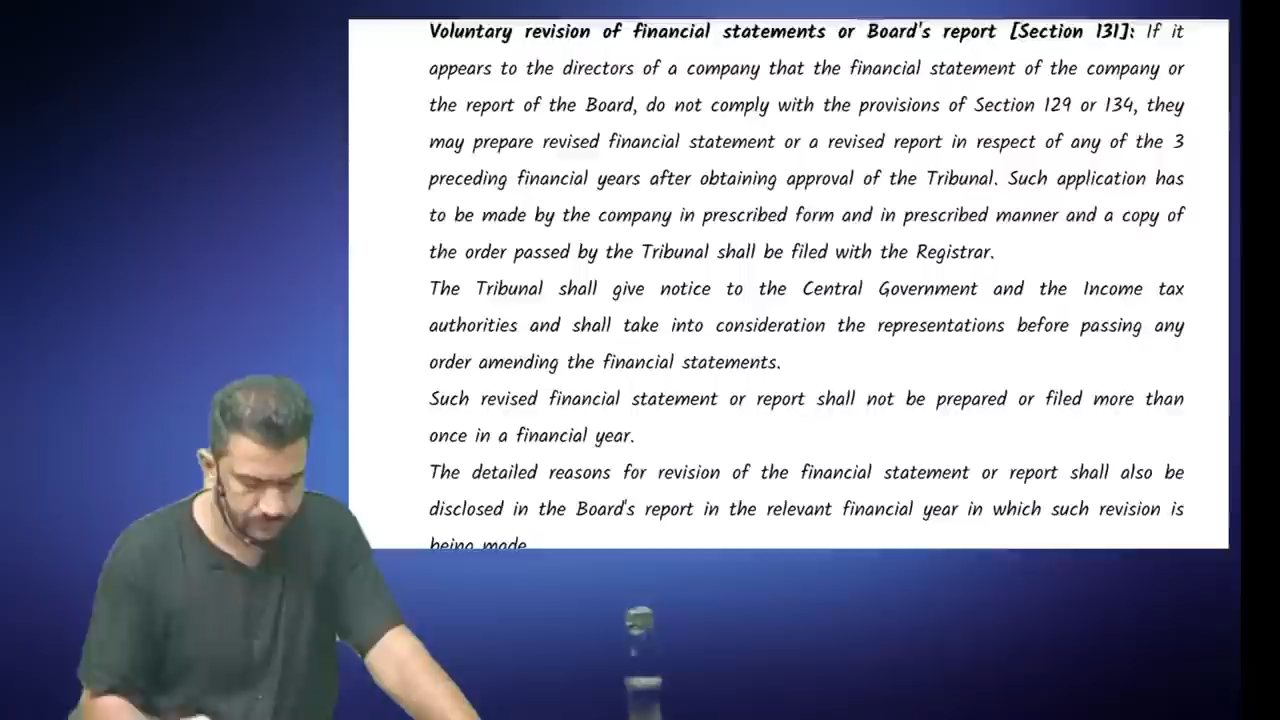 Voluntary revision of financial statements or Board's report [Section 131]: If it
appears to the directors of a company that the financial statement of the company or
the report of the Board, do not comply with the provisions of Section 129 or 134, they
may prepare revised financial statement or a revised report in respect of any of the 3
preceding financial years after obtaining approval of the Tribunal. Such application has
to be made by the company in prescribed form and in prescribed manner and a copy of
the order passed by the Tribunal shall be filed with the Registrar.
The Tribunal shall give notice to the Central Government and the Income tax
authorities and shall take into consideration the representations before passing any
order amending the financial statements.
Such revised financial statement or report shall not be prepared or filed more than
once in a financial year.
The detailed reasons for revision of the financial statement or report shall also be
disclosed in the Board's report in the relevant financial year in which such revision is
being made